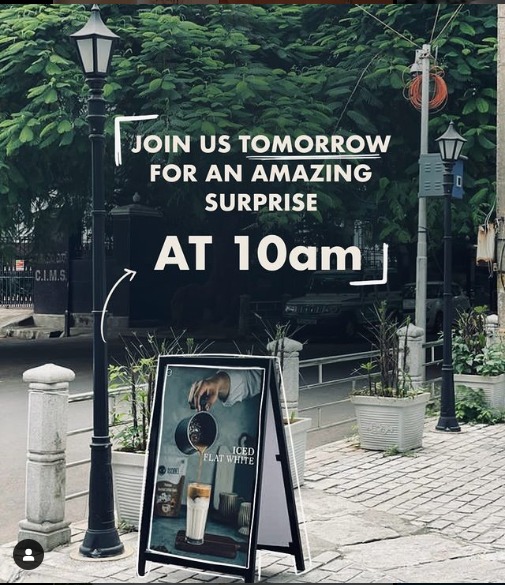 JOIN US TOMORROW
FOR AN AMAZING
SURPRISE
AT 10am
C.I.M.S.
ICED
FLAT WHITE